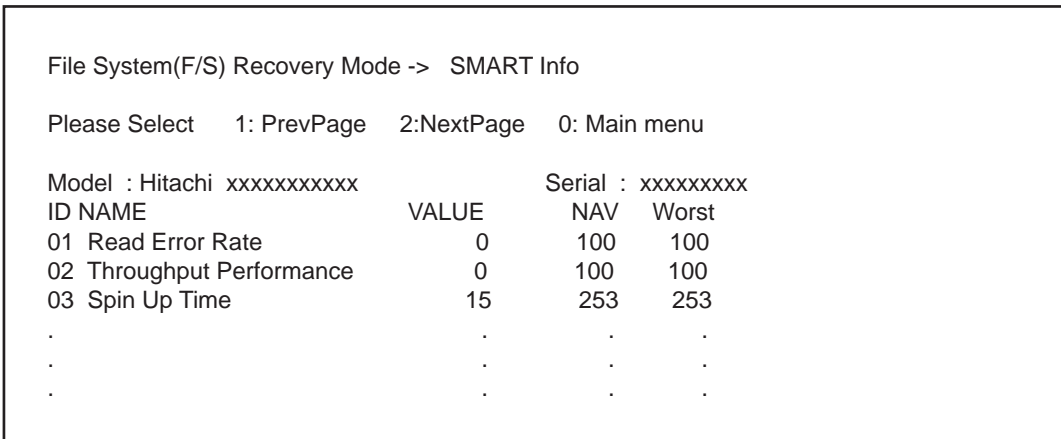 File System(F/S) Recovery Mode -> SMART Info
Please Select 1: PrevPage 2:NextPage 0: Main menu
Model : Hitachi xxxxxxxxxxx Serial : xxxxxxxxx
ID NAME VALUE NAV Worst
01 Read Error Rate 0 100 100
02 Throughput Performance 0 100 100
03 Spin Up Time 15 253 253
. . . .
. . . .
. . . .